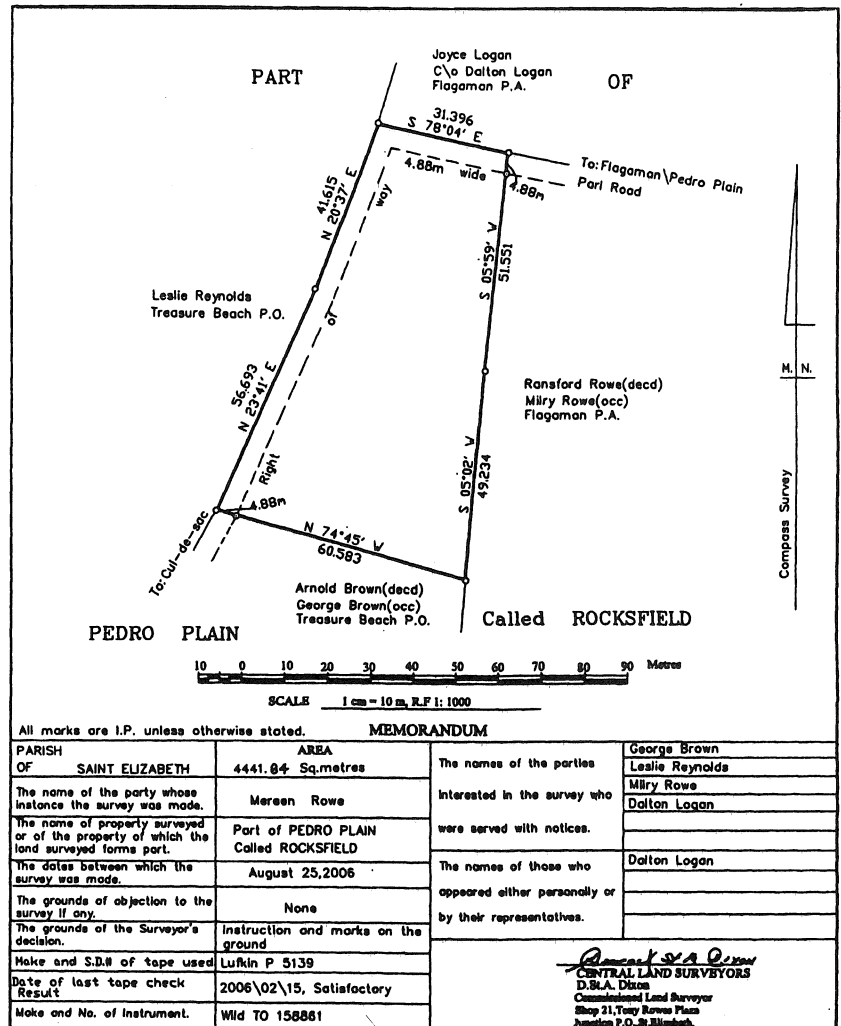 Joyce Logan
C\o Dalton Logan
Flagaman P.A.
PART OF
31.396
S 78°04' E
To: Flagaman\Pedro Plain
Parl Road
4.88m wide
4.88m
41.615
N 20°37' E
way
S 05°59' W
51.551
Leslie Reynolds
Treasure Beach P.O.
of
M. N.
56.693
N 23°41' E
Ransford Rowe(decd)
Milry Rowe(occ)
Flagaman P.A.
Right
S 05°02' W
49.234
Compass Survey
4.88m
To: Cul-de-sac
N 74°45' W
60.583
Arnold Brown(decd)
George Brown(occ)
Treasure Beach P.O.
Called ROCKSFIELD
PEDRO PLAIN
10 0 10 20 30 40 50 60 70 80 90 Metres
SCALE 1 cm = 10 m, R.F 1: 1000
All marks are I.P. unless otherwise stated.
MEMORANDUM
PARISH
OF SAINT ELIZABETH
AREA
4441.84 Sq.metres
The name of the party whose
instance the survey was made.
Mereen Rowe
The name of property surveyed
or of the property of which the
land surveyed forms part.
Part of PEDRO PLAIN
Called ROCKSFIELD
The dates between which the
survey was made.
August 25,2006
The grounds of objection to the
survey if any.
None
The grounds of the Surveyor's
decision.
Instruction and marks on the
ground
Make and S.D.# of tape used
Lufkin P 5139
Date of last tape check
Result
2006\02\15, Satisfactory
Make and No. of Instrument.
Wild TO 158861
The names of the parties
interested in the survey who
were served with notices.
George Brown
Leslie Reynolds
Milry Rowe
Dalton Logan
The names of those who
appeared either personally or
by their representatives.
Dalton Logan
CENTRAL LAND SURVEYORS
D.St.A. Dixon
Commissioned Land Surveyor
Shop 21, Tony Rowes Plaza
Junction P.O. St.Elizabeth.